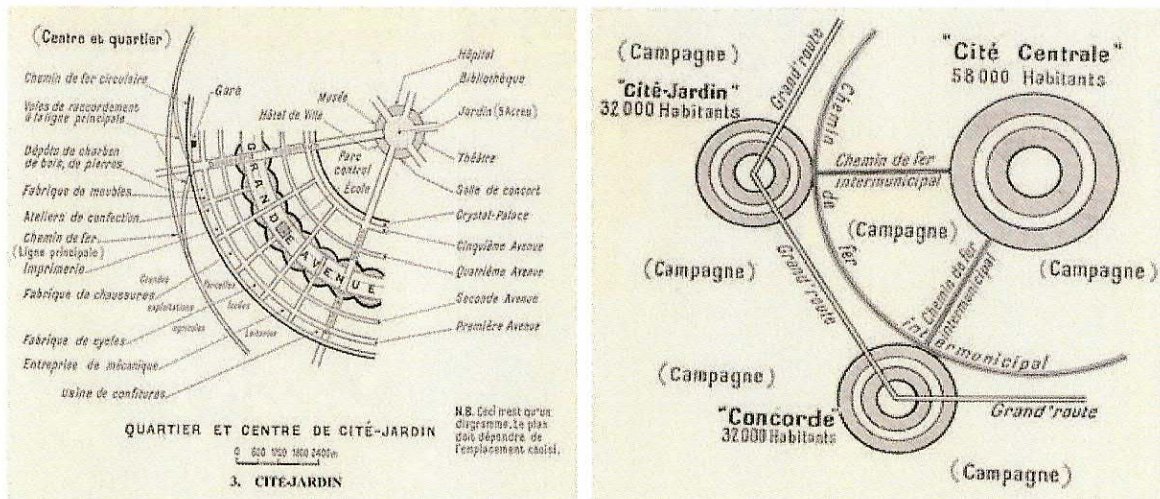 (Centre et quartier)
Chemin de fer circulaire
Voies de raccordement
à la ligne principale
Dépôts de charbon
de bois, de pierres
Fabrique de meubles
Ateliers de confection
Chemin de fer
(Ligne principale)
Imprimerie
Fabrique de chaussures
Fabrique de cycles
Entreprise de mécanique
Usine de confitures
Gare
Musée
Hôtel de Ville
Hôpital
Bibliothèque
Jardin (5 Acres)
Théâtre
Salle de concert
Crystal-Palace
Cinquième Avenue
Quatrième Avenue
Seconde Avenue
Première Avenue
Parc
central
École
GRANDE AVENUE
Grandes
exploitations
agricoles
Parcelles
louées
Laiteries
QUARTIER ET CENTRE DE CITÉ-JARDIN
0 600 1200 1800 2400m
3. CITÉ-JARDIN
N.B. Ceci n'est qu'un
diagramme. Le plan
doit dépendre de
l'emplacement choisi.
(Campagne)
"Cité-Jardin"
32000 Habitants
Grand'route
Chemin de fer intermunicipal
"Cité Centrale"
58000 Habitants
Chemin de fer
intermunicipal
(Campagne)
(Campagne)
(Campagne)
Grand'route
Chemin de fer
intermunicipal
(Campagne)
"Concorde"
32000 Habitants
Grand'route
(Campagne)